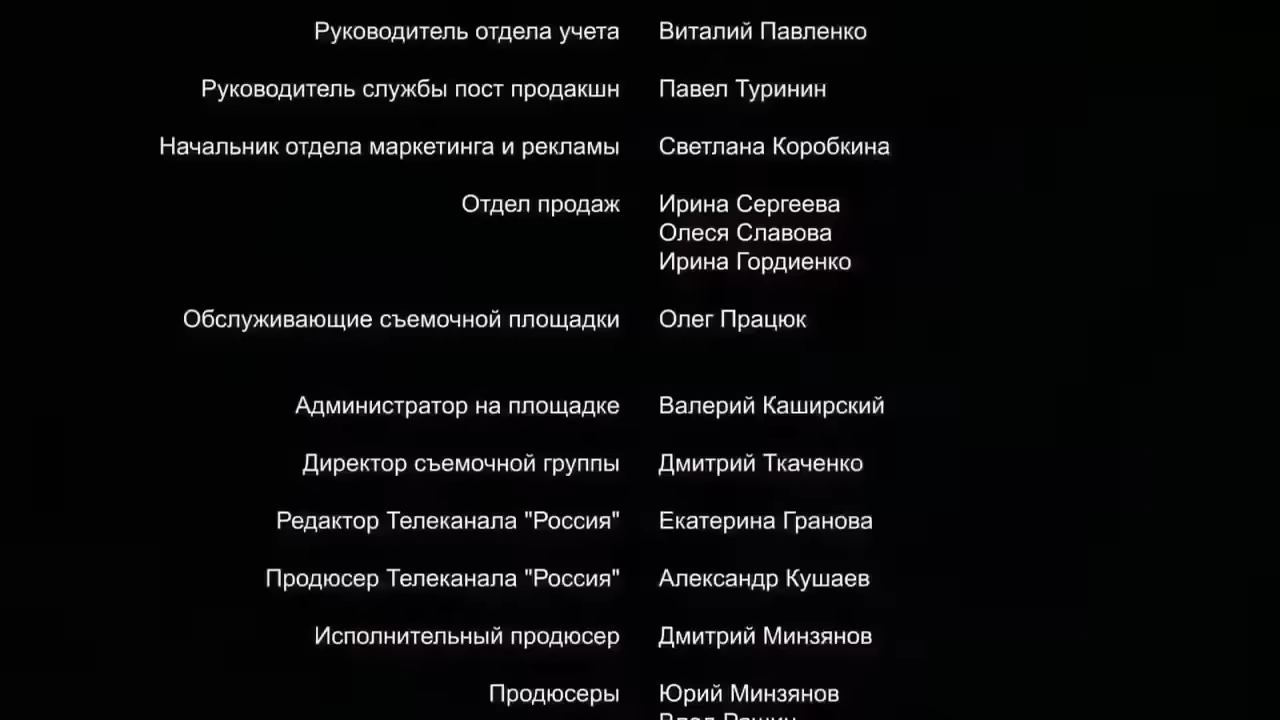 Руководитель отдела учета Виталий Павленко
Руководитель службы пост продакшн Павел Туринин
Начальник отдела маркетинга и рекламы Светлана Коробкина
Отдел продаж Ирина Сергеева
Олеся Славова
Ирина Гордиенко
Обслуживающие съемочной площадки Олег Працюк
Администратор на площадке Валерий Каширский
Директор съемочной группы Дмитрий Ткаченко
Редактор Телеканала "Россия" Екатерина Гранова
Продюсер Телеканала "Россия" Александр Кушаев
Исполнительный продюсер Дмитрий Минзянов
Продюсеры Юрий Минзянов
Влад Ряшин